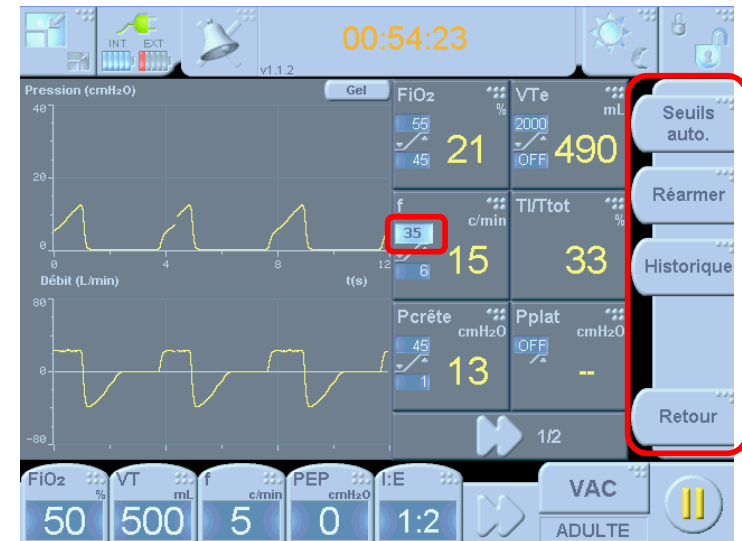 INT EXT
v1.1.2
00:54:23
Pression (cmH₂O)
Gel
40
20
0
0 4 8 12
Débit (L/min) t(s)
80
0
-80
FiO₂ %
55
45
21
VTe mL
2000
OFF
490
f c/min
35
6
15
TI/Ttot %
33
Pcrête cmH₂O
45
1
13
Pplat cmH₂O
OFF
--
1/2
Seuils
auto.
Réarmer
Historique
Retour
FiO₂ %
50
VT mL
500
f c/min
5
PEP cmH₂O
0
I:E
1:2
VAC
ADULTE